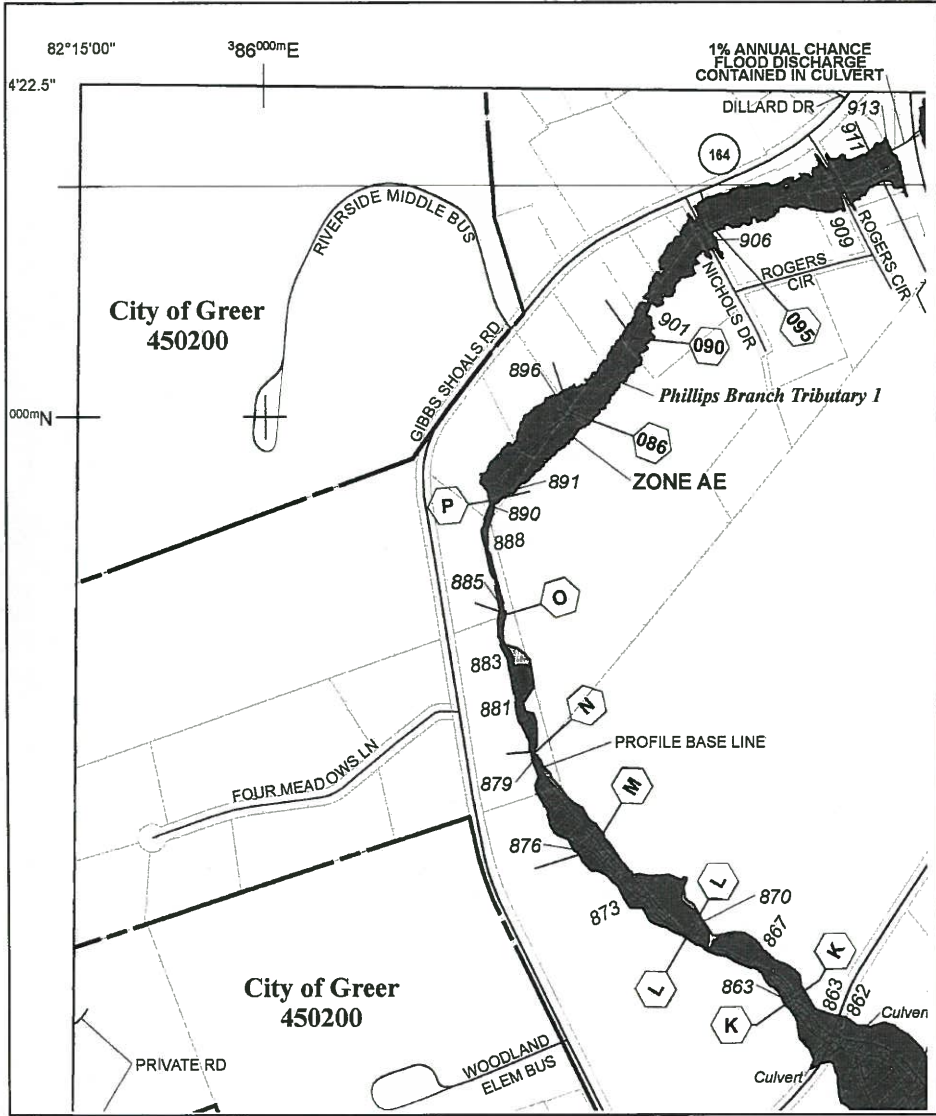 82°15'00"
³86⁰⁰⁰ᵐE
1% ANNUAL CHANCE
FLOOD DISCHARGE
CONTAINED IN CULVERT
4'22.5"
DILLARD DR
913
911
164
RIVERSIDE MIDDLE BUS
906
909
ROGERS CIR
ROGERS
CIR
NICHOLS DR
City of Greer
450200
901
090
095
GIBBS SHOALS RD
896
Phillips Branch Tributary 1
⁰⁰⁰ᵐN
086
ZONE AE
891
P
890
888
885
O
883
881
N
PROFILE BASE LINE
879
FOUR MEADOWS LN
M
876
L
870
873
867
K
City of Greer
450200
L
863
863
862
K
Culver
PRIVATE RD
WOODLAND
ELEM BUS
Culvert